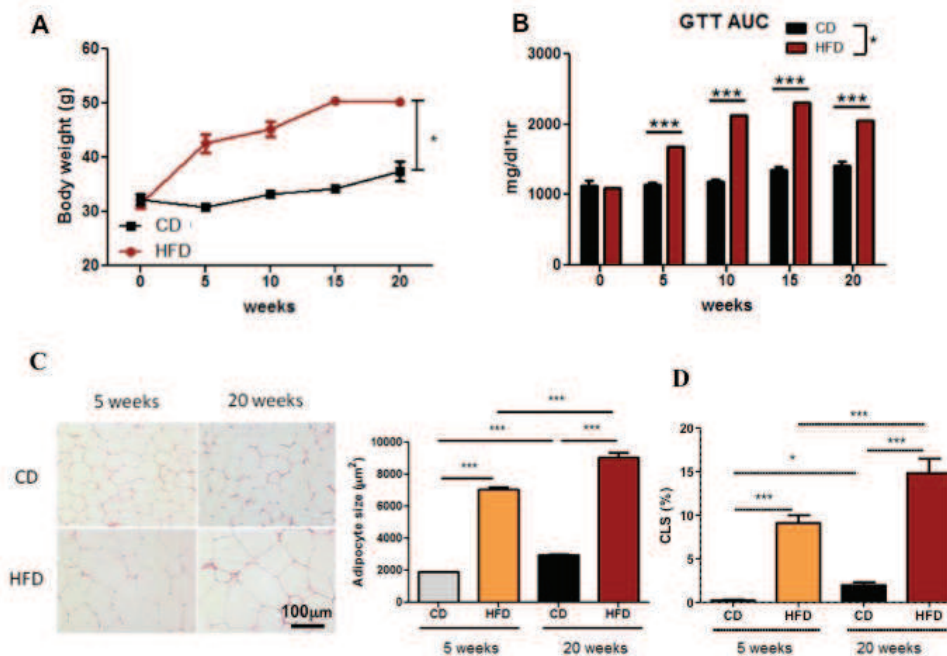 A
Body weight (g)
60
50
40
30
20
*
CD
HFD
0 5 10 15 20
weeks
B
GTT AUC
CD
HFD
*
mg/dl*hr
3000
2000
1000
0
***
***
***
***
0 5 10 15 20
weeks
C
5 weeks 20 weeks
CD
HFD
100µm
Adipocyte size (µm²)
10000
8000
6000
4000
2000
0
***
***
***
***
CD HFD CD HFD
5 weeks 20 weeks
D
CLS (%)
20
15
10
5
0
***
*
***
***
CD HFD CD HFD
5 weeks 20 weeks